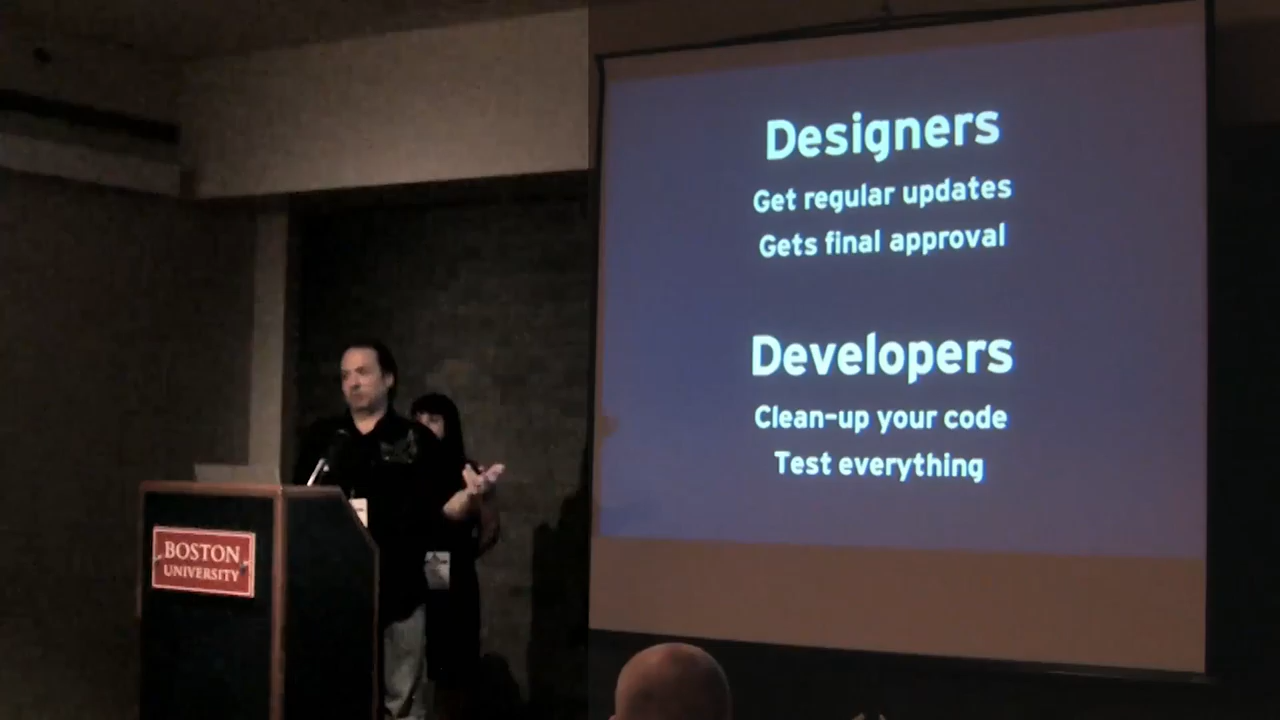 Designers
Get regular updates
Gets final approval
Developers
Clean-up your code
Test everything
BOSTON
UNIVERSITY